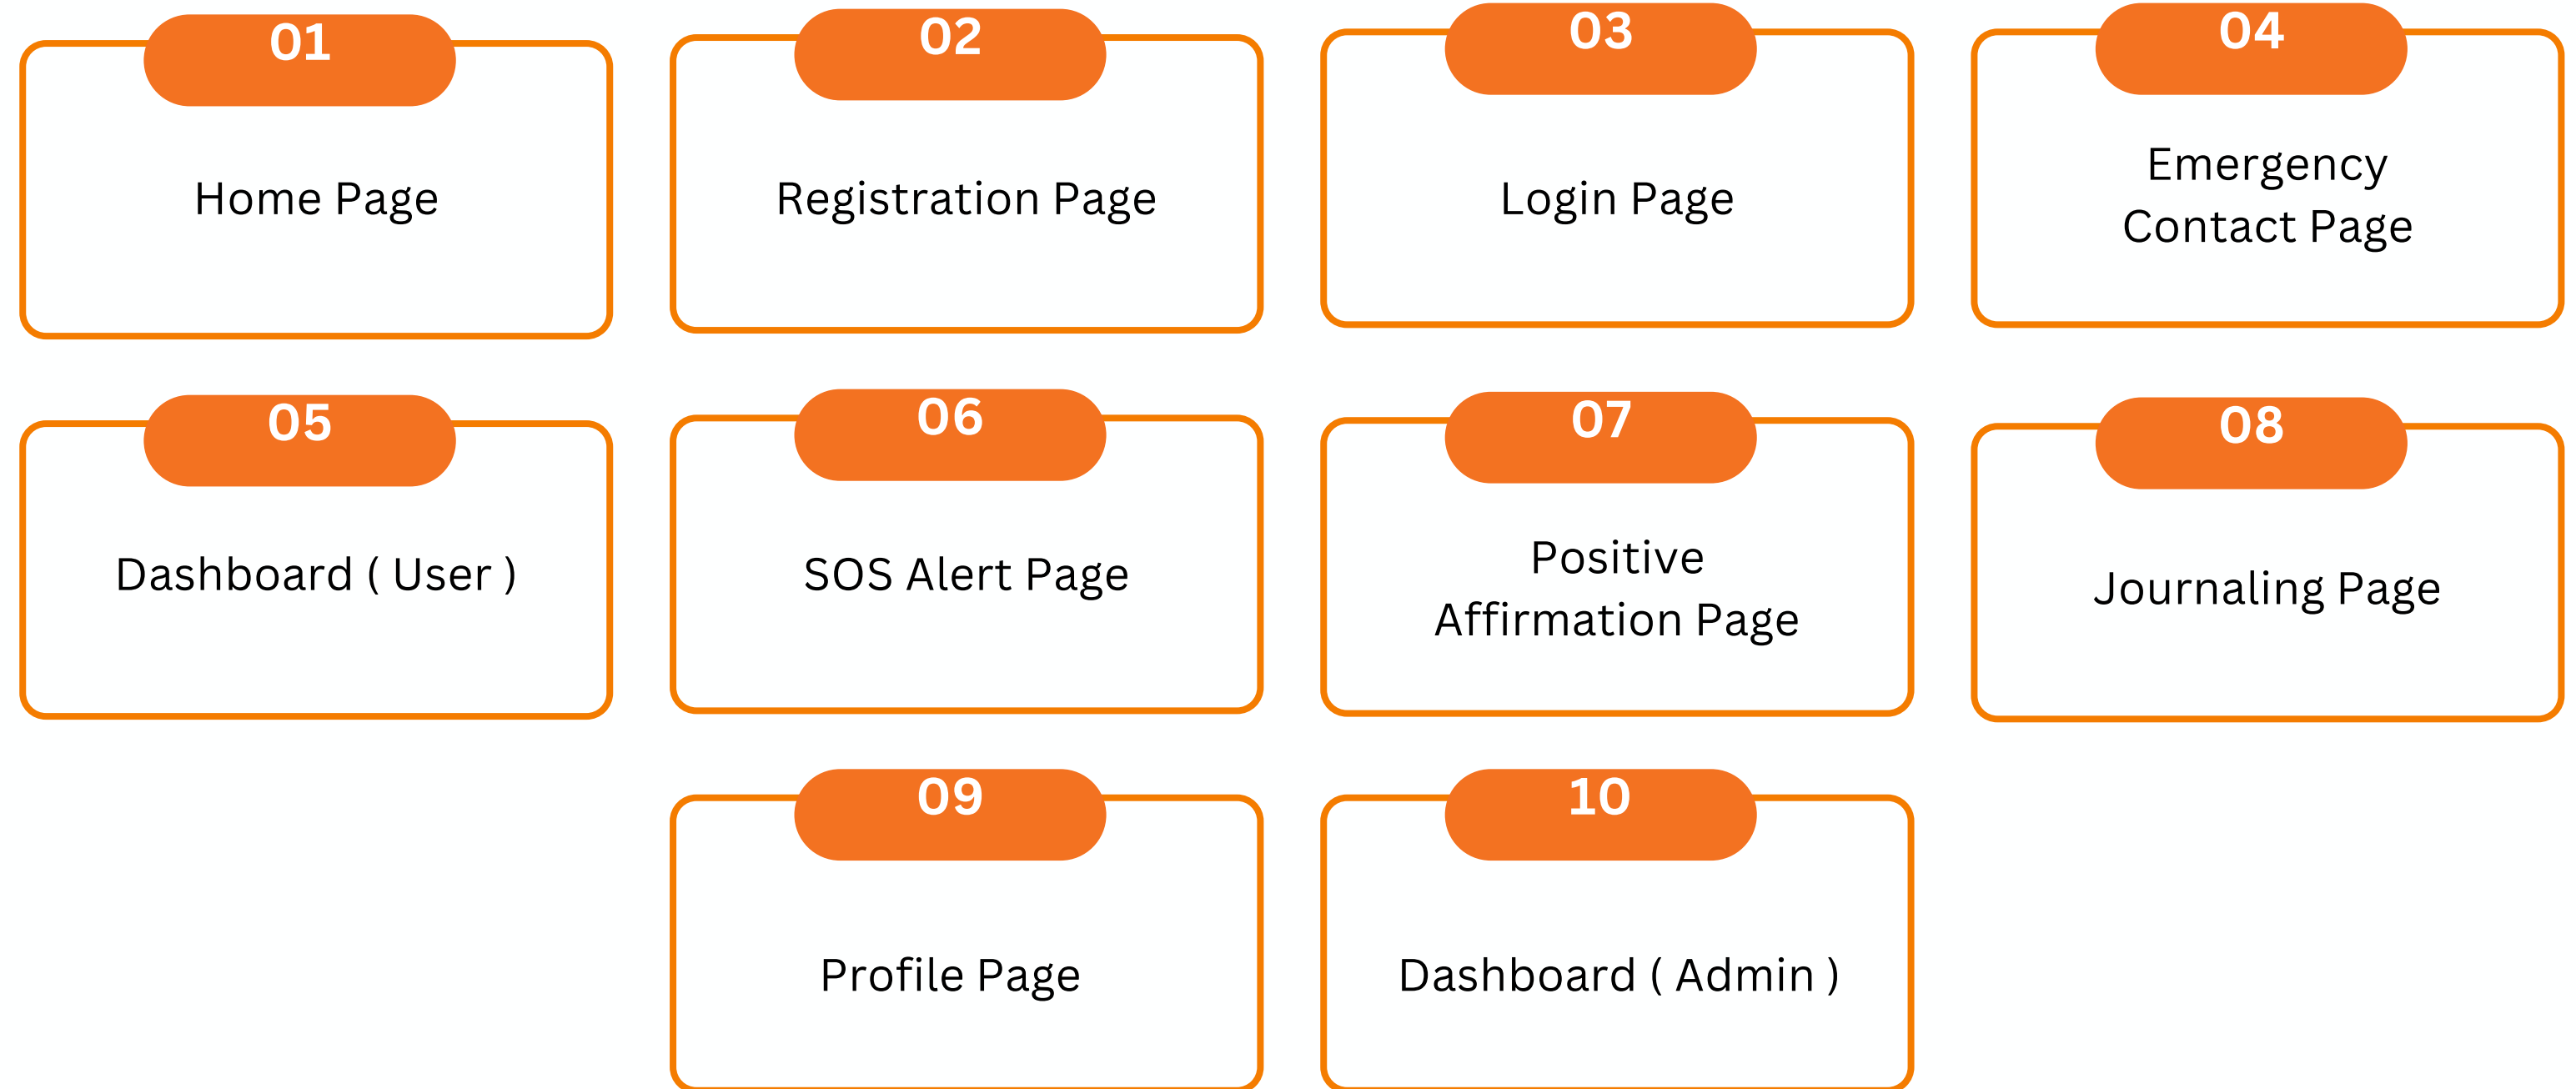 01
Home Page
02
Registration Page
03
Login Page
04
Emergency
Contact Page
05
Dashboard ( User )
06
SOS Alert Page
07
Positive
Affirmation Page
08
Journaling Page
09
Profile Page
10
Dashboard ( Admin )